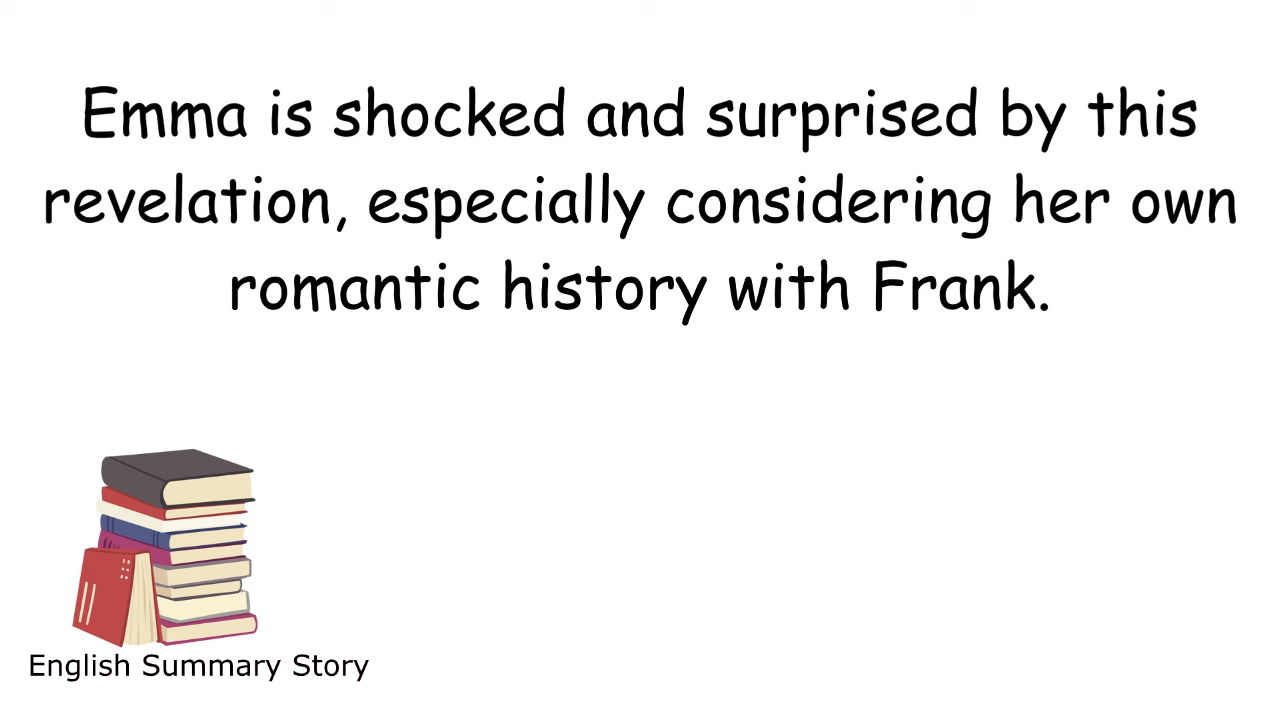 Emma is shocked and surprised by this
revelation, especially considering her own
romantic history with Frank.
English Summary Story